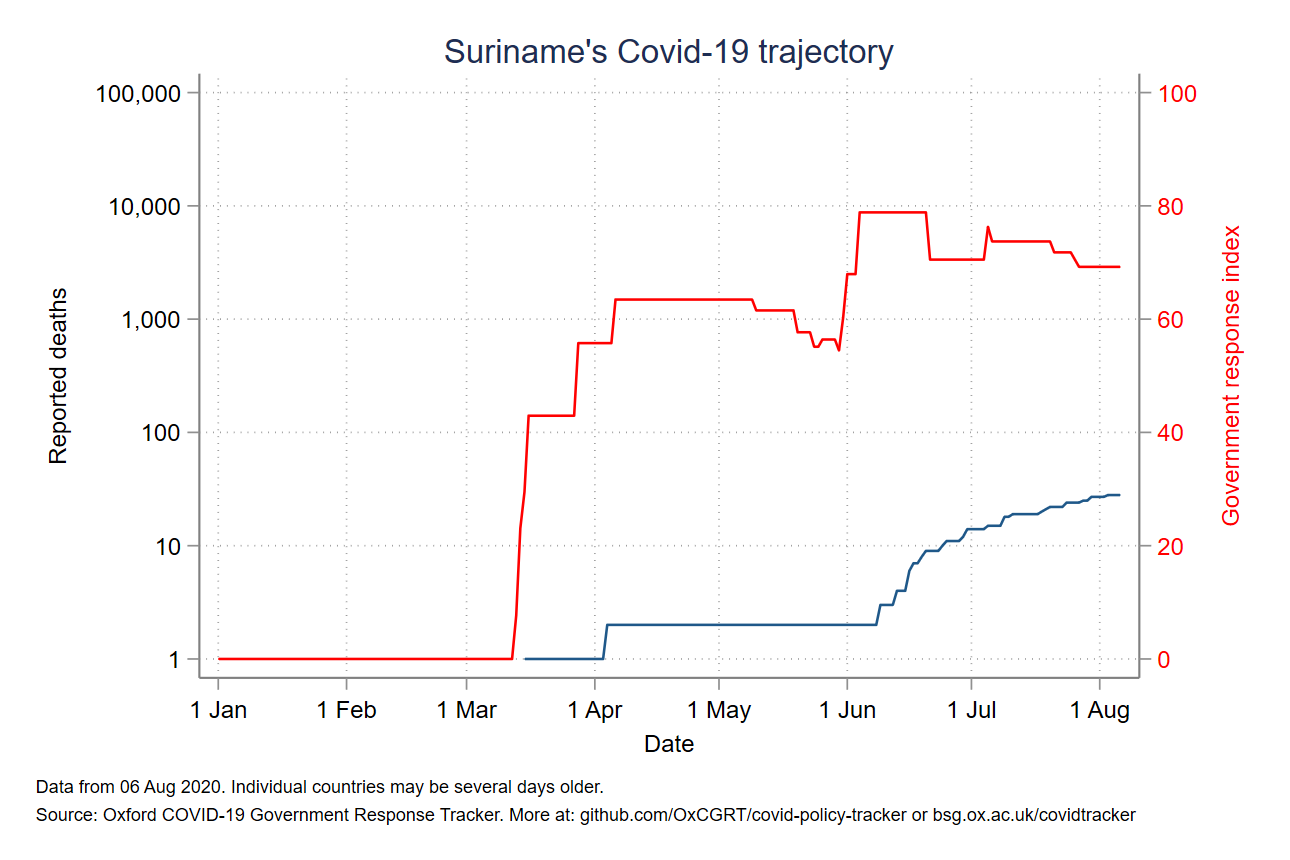 Suriname's Covid-19 trajectory
100,000
10,000
1,000
100
10
1
Reported deaths
100
80
60
40
20
0
Government response index
1 Jan 1 Feb 1 Mar 1 Apr 1 May 1 Jun 1 Jul 1 Aug
Date
Data from 06 Aug 2020. Individual countries may be several days older.
Source: Oxford COVID-19 Government Response Tracker. More at: github.com/OxCGRT/covid-policy-tracker or bsg.ox.ac.uk/covidtracker